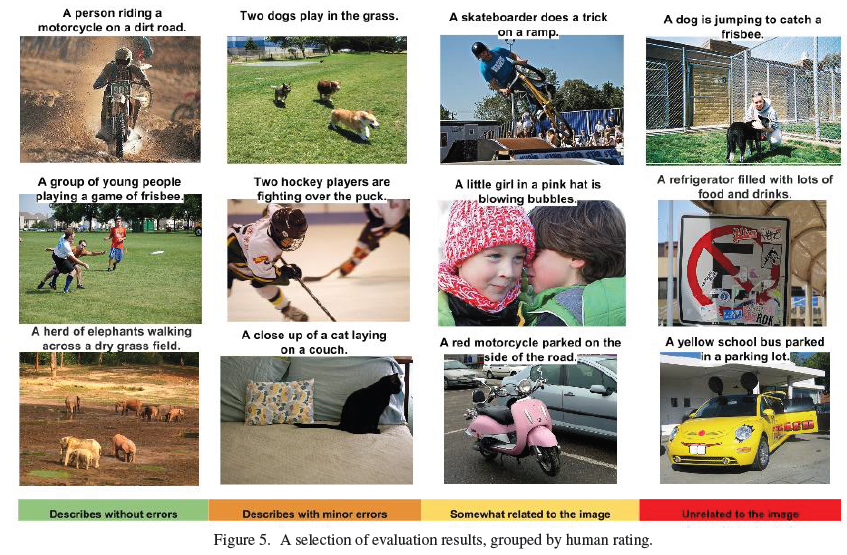 A person riding a
motorcycle on a dirt road.
Two dogs play in the grass.
A skateboarder does a trick
on a ramp.
A dog is jumping to catch a
frisbee.
A group of young people
playing a game of frisbee.
Two hockey players are
fighting over the puck.
A little girl in a pink hat is
blowing bubbles.
A refrigerator filled with lots of
food and drinks.
A herd of elephants walking
across a dry grass field.
A close up of a cat laying
on a couch.
A red motorcycle parked on the
side of the road.
A yellow school bus parked
in a parking lot.
Describes without errors
Describes with minor errors
Somewhat related to the image
Unrelated to the image
Figure 5. A selection of evaluation results, grouped by human rating.